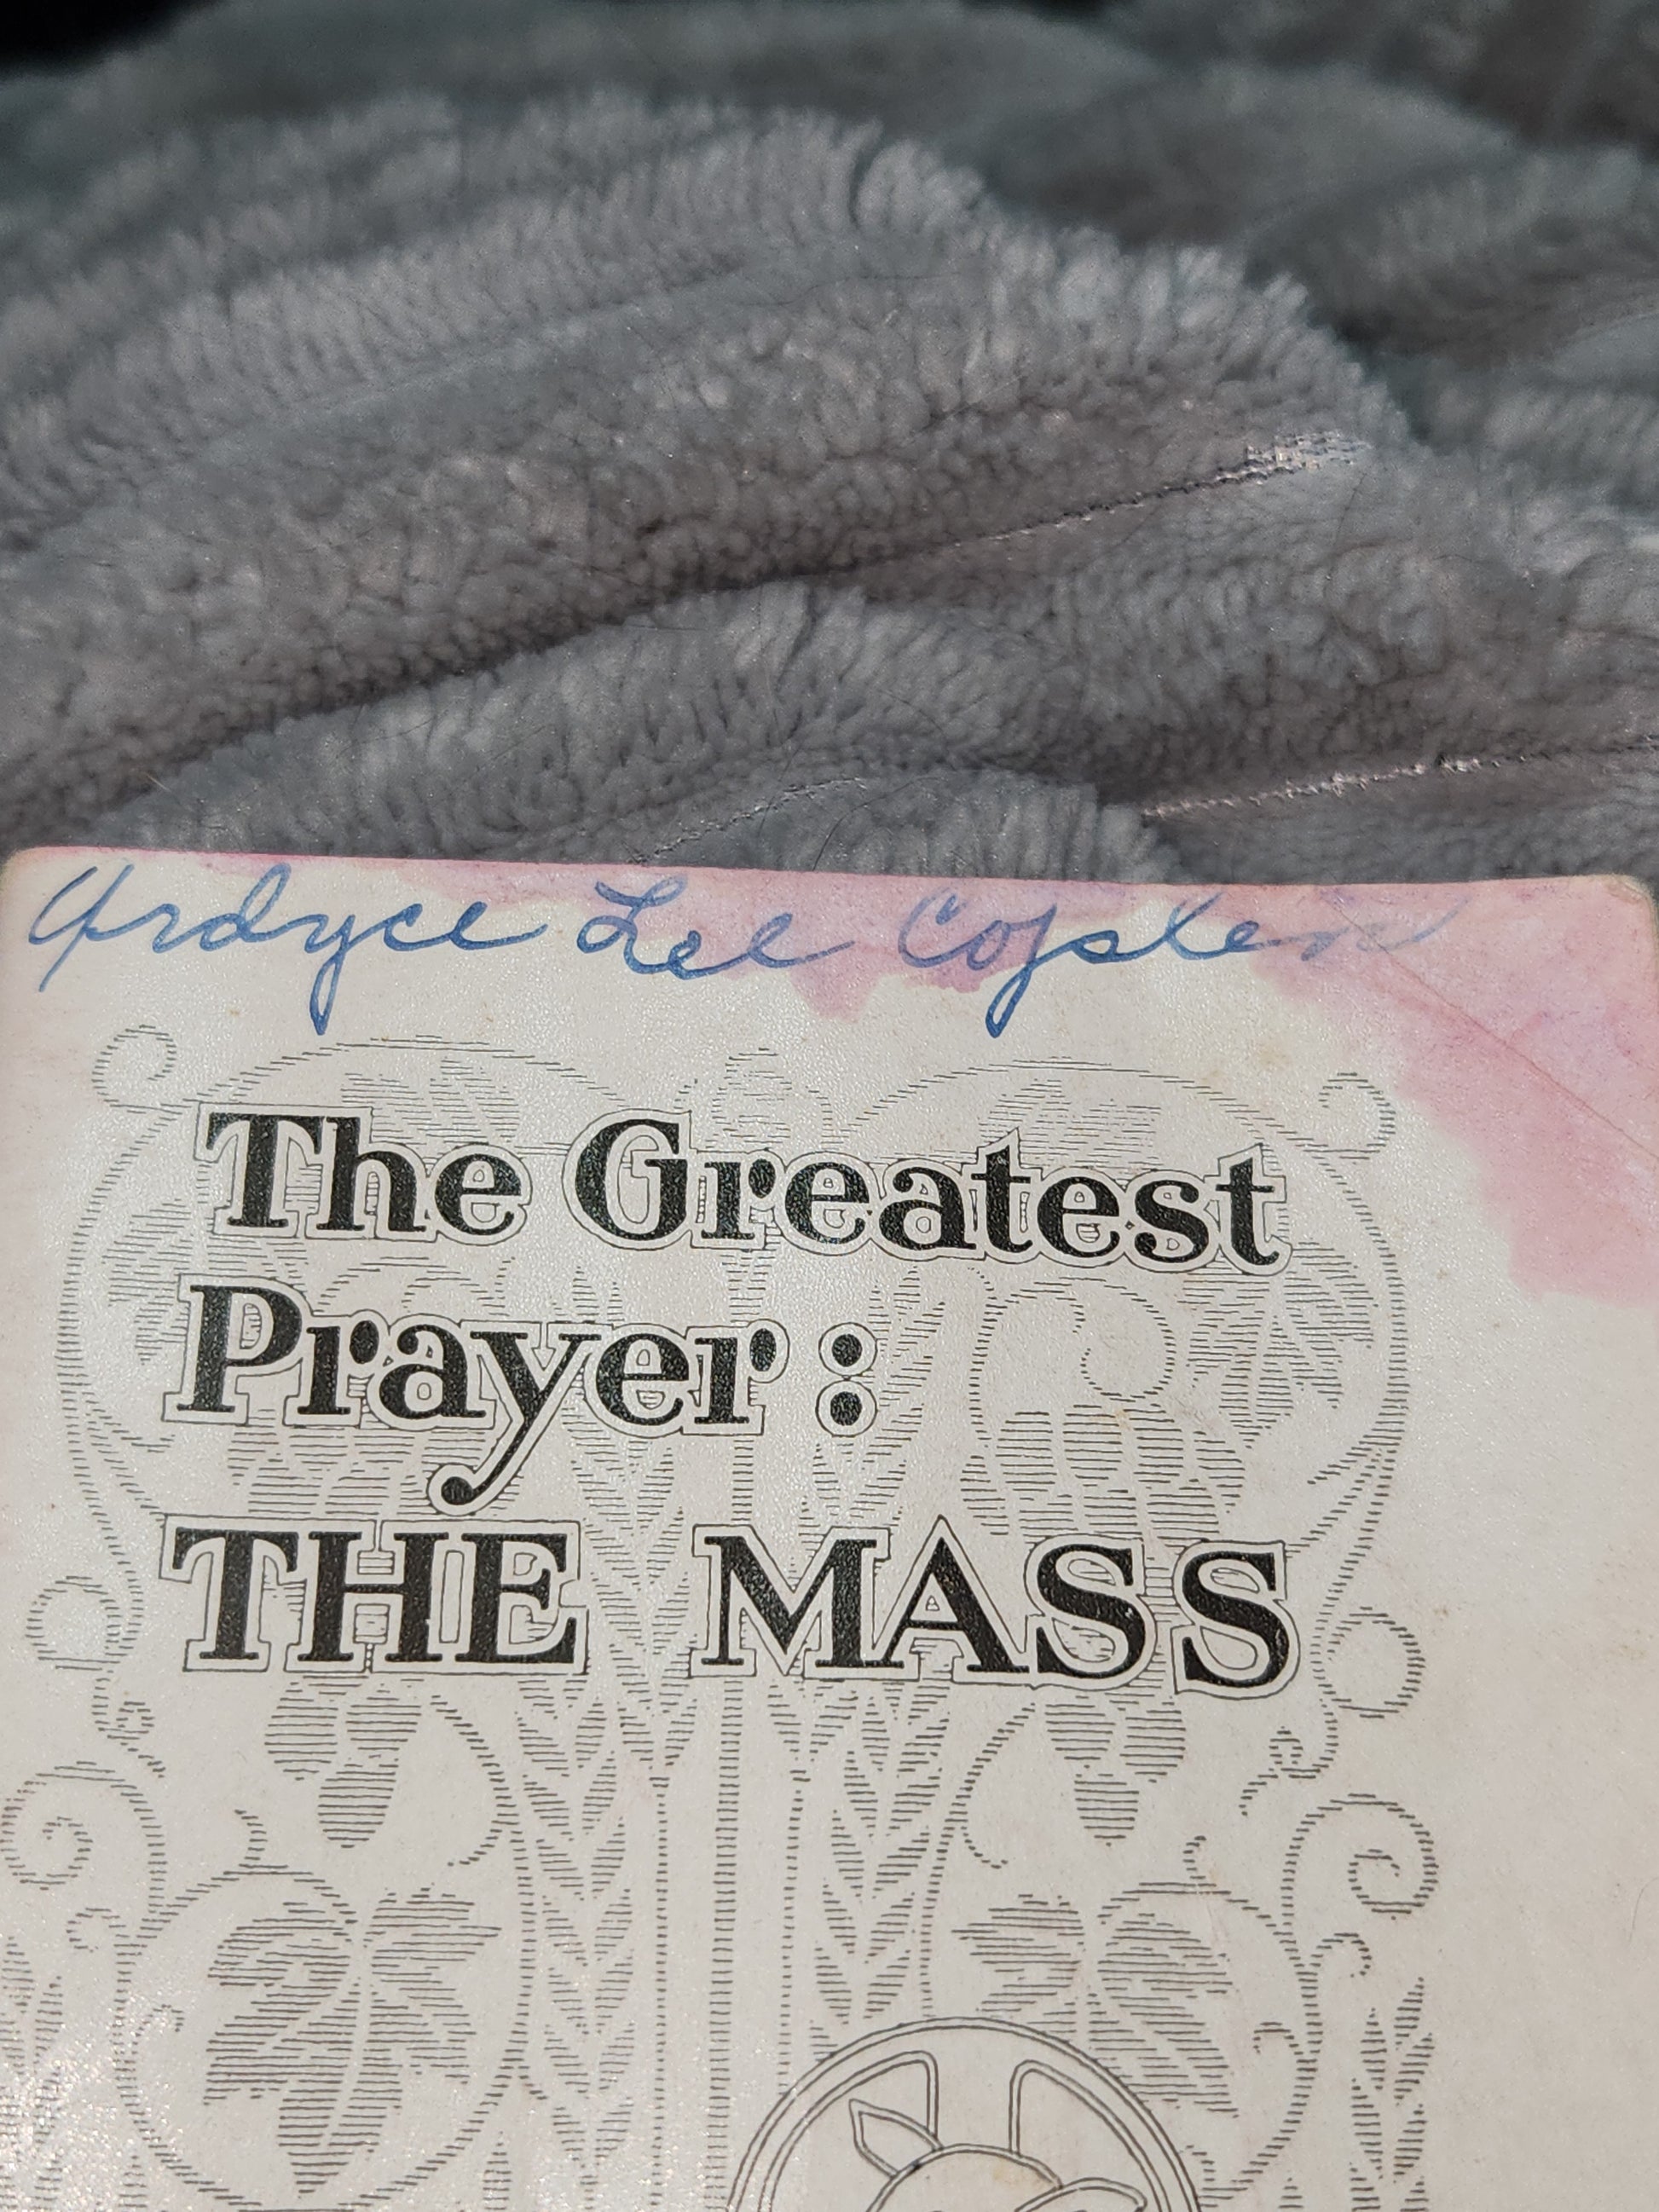 Ardyce Lee
The Greatest
Prayer:
THE MASS